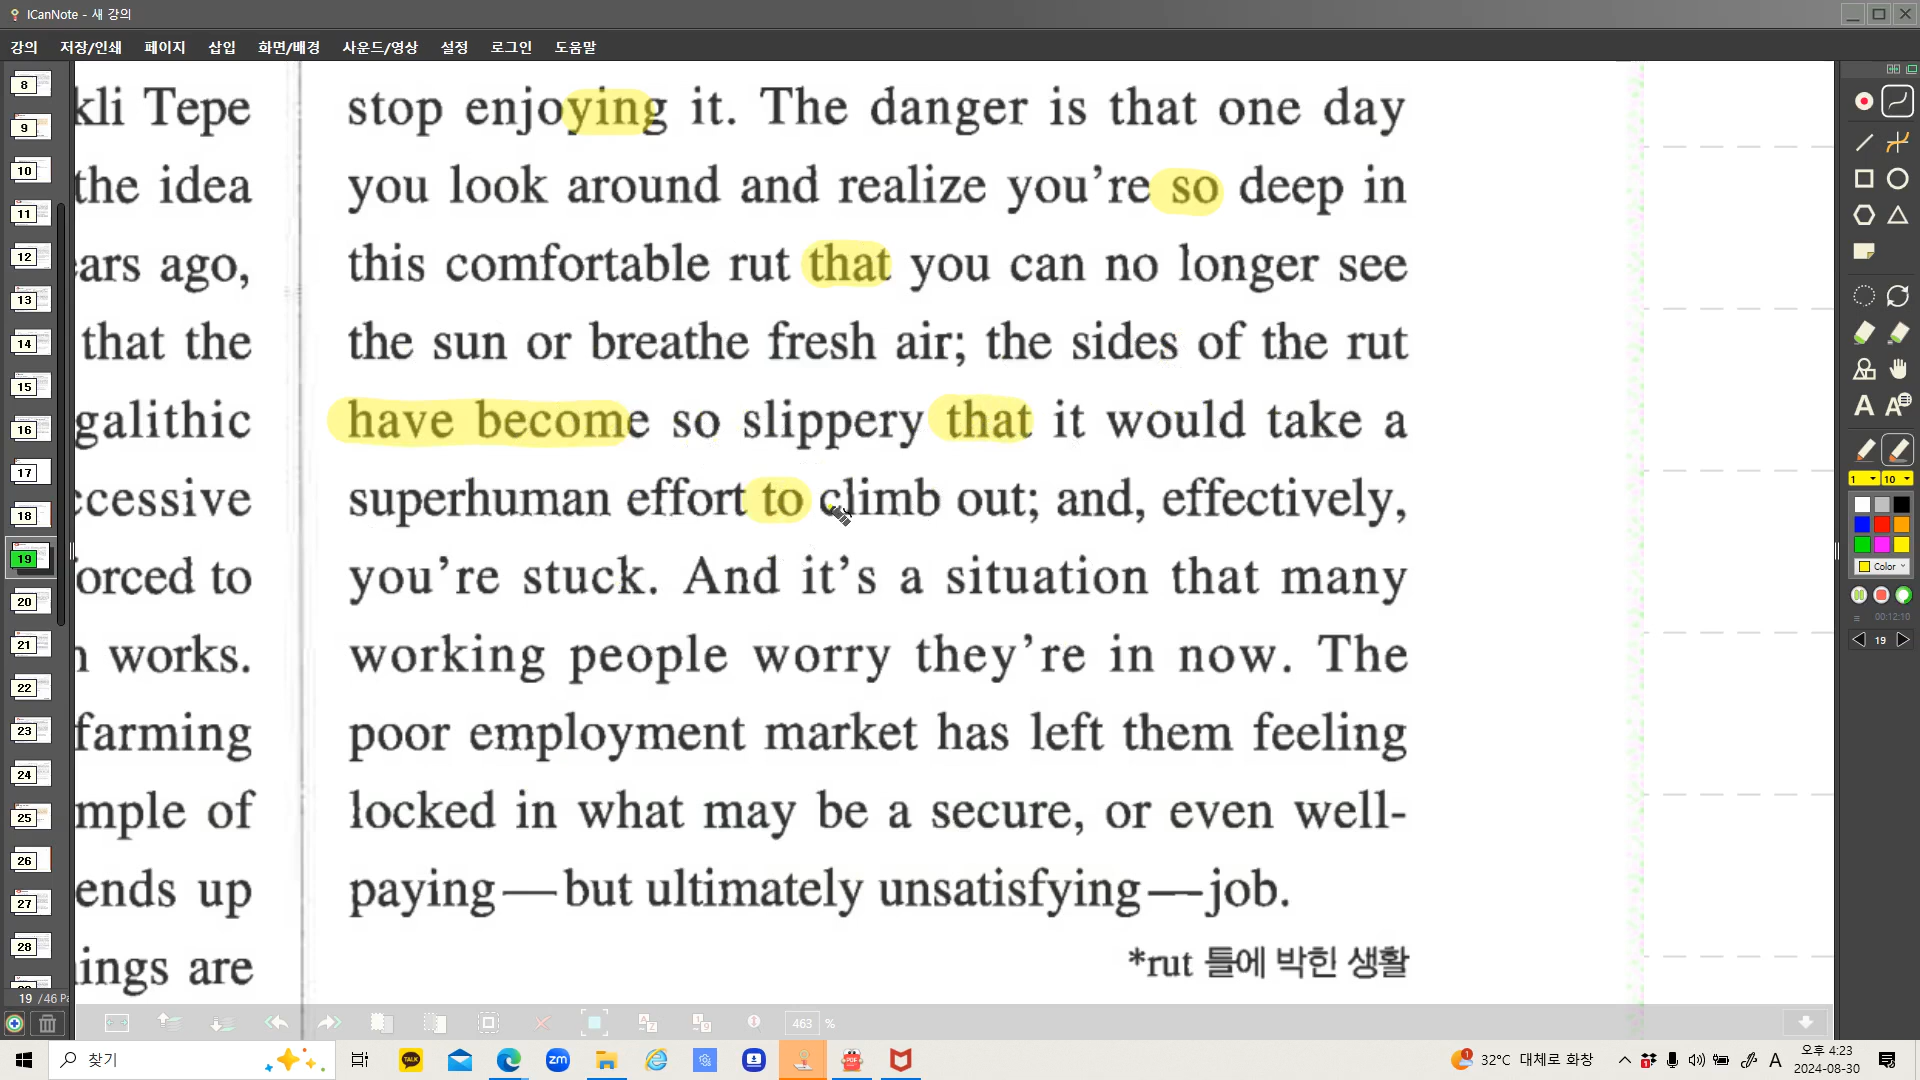 ICanNote - 새 강의
강의 저장/인쇄 페이지 삽입 화면/배경 사운드/영상 설정 로그인 도움말
8
9
10
11
12
13
14
15
16
17
18
19
20
21
22
23
24
25
26
27
28
19 /46
kli Tepe
the idea
ars ago,
that the
galithic
ccessive
orced to
works.
farming
mple of
ends up
ings are
stop enjoying it. The danger is that one day
you look around and realize you're so deep in
this comfortable rut that you can no longer see
the sun or breathe fresh air; the sides of the rut
have become so slippery that it would take a
superhuman effort to climb out; and, effectively,
you're stuck. And it's a situation that many
working people worry they're in now. The
poor employment market has left them feeling
locked in what may be a secure, or even well-
paying—but ultimately unsatisfying—job.
*rut 틀에 박힌 생활
A A
1 10
Color
00:12:10
19
463 %
찾기
TALK
zm
PDF
1 32°C 대체로 화창
A
오후 4:23
2024-08-30